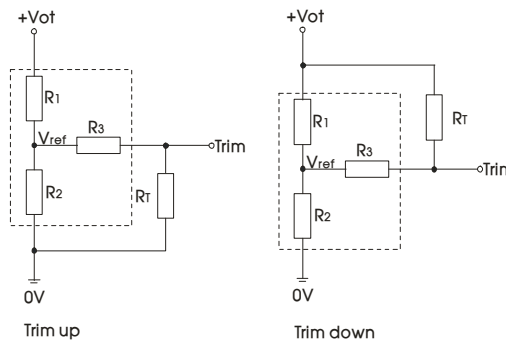 +Vot
R1
Vref
R3
Trim
R2
RT
0V
Trim up
+Vot
R1
RT
Vref
R3
Trin
R2
0V
Trim down